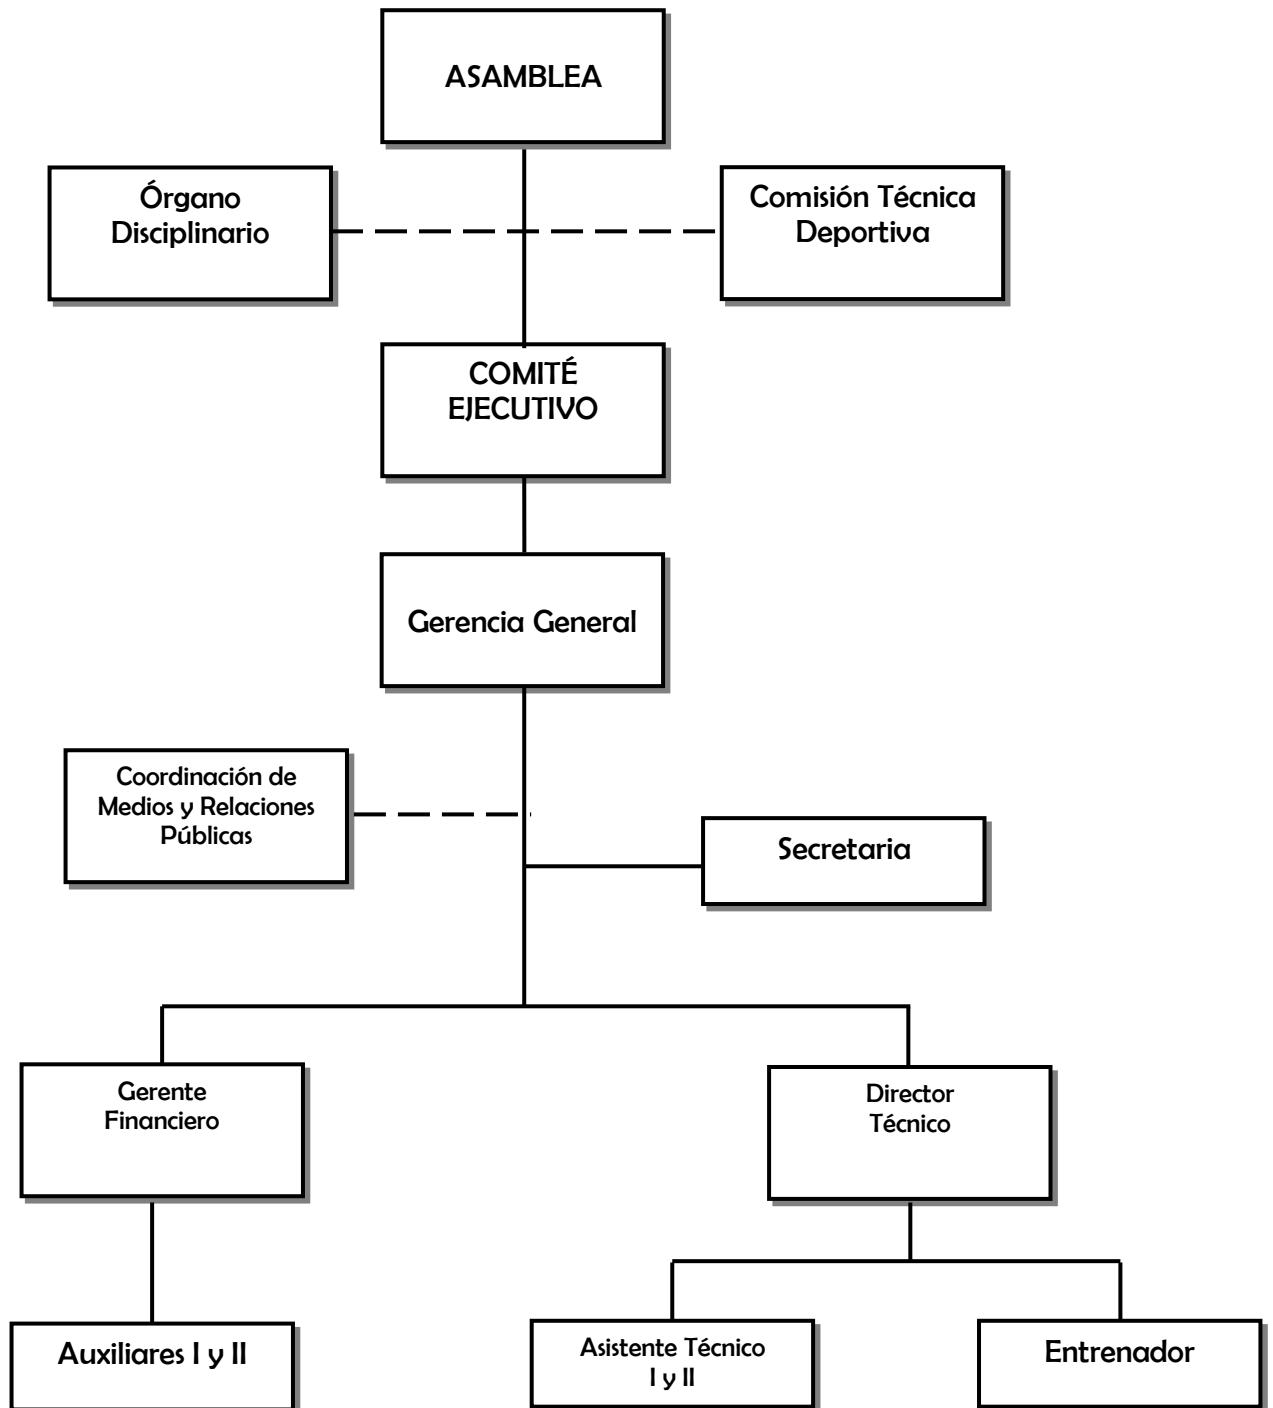 ASAMBLEA
Órgano
Disciplinario
Comisión Técnica
Deportiva
COMITÉ
EJECUTIVO
Gerencia General
Coordinación de
Medios y Relaciones
Públicas
Secretaria
Gerente
Financiero
Director
Técnico
Auxiliares I y II
Asistente Técnico
I y II
Entrenador